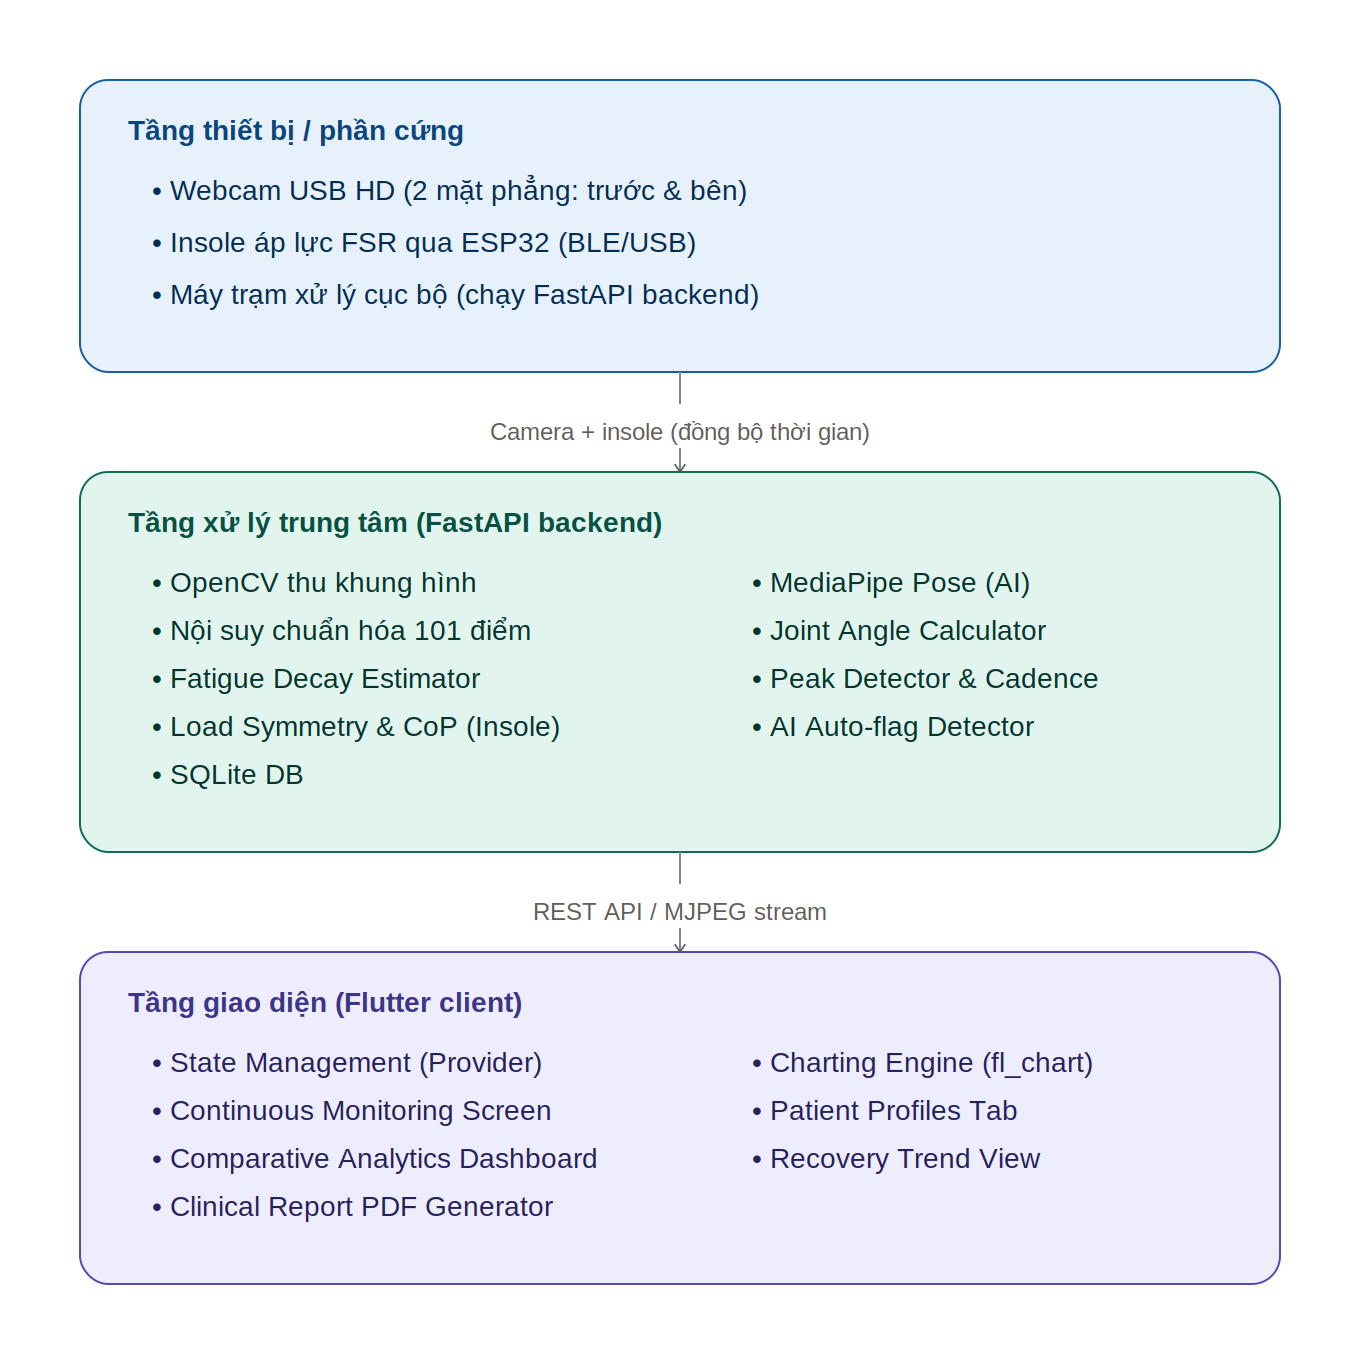 Tầng thiết bị / phần cứng
• Webcam USB HD (2 mặt phẳng: trước & bên)
• Insole áp lực FSR qua ESP32 (BLE/USB)
• Máy trạm xử lý cục bộ (chạy FastAPI backend)
Camera + insole (đồng bộ thời gian)
Tầng xử lý trung tâm (FastAPI backend)
• OpenCV thu khung hình
• MediaPipe Pose (AI)
• Nội suy chuẩn hóa 101 điểm
• Joint Angle Calculator
• Fatigue Decay Estimator
• Peak Detector & Cadence
• Load Symmetry & CoP (Insole)
• AI Auto-flag Detector
• SQLite DB
REST API / MJPEG stream
Tầng giao diện (Flutter client)
• State Management (Provider)
• Charting Engine (fl_chart)
• Continuous Monitoring Screen
• Patient Profiles Tab
• Comparative Analytics Dashboard
• Recovery Trend View
• Clinical Report PDF Generator